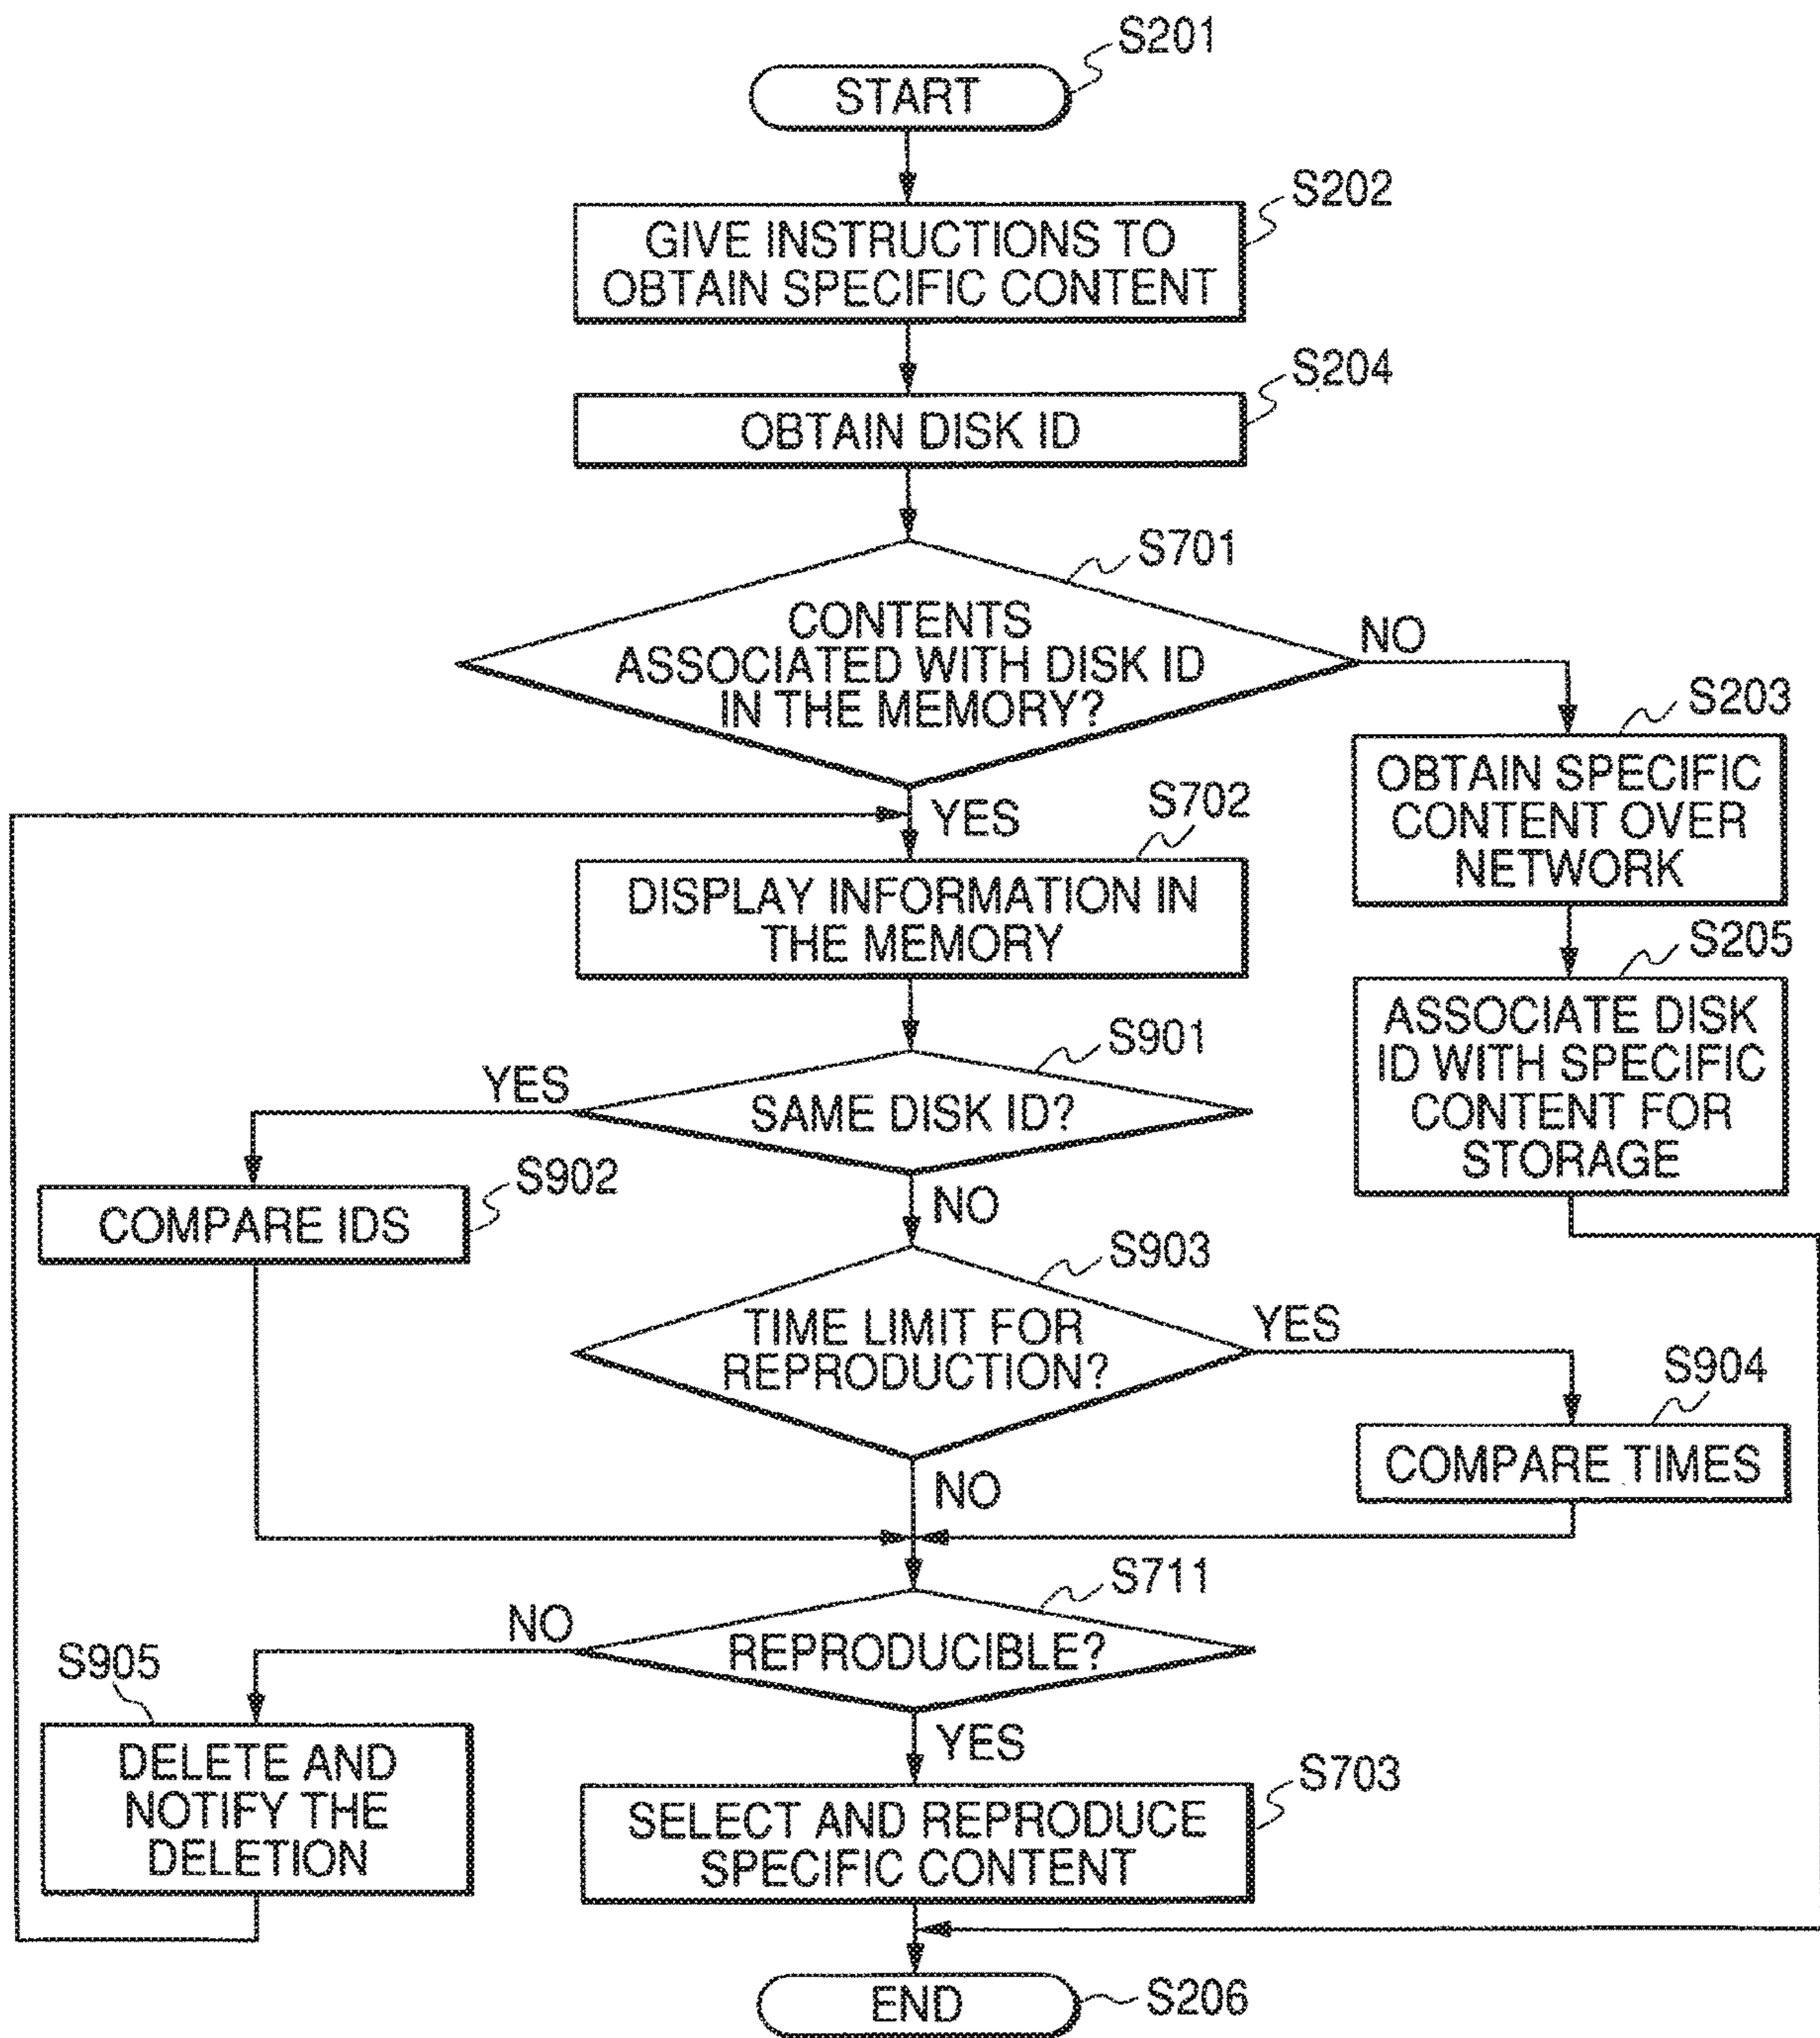 S201
START
S202
GIVE INSTRUCTIONS TO
OBTAIN SPECIFIC CONTENT
S204
OBTAIN DISK ID
S701
CONTENTS
ASSOCIATED WITH DISK ID
IN THE MEMORY?
NO
S203
OBTAIN SPECIFIC
CONTENT OVER
NETWORK
YES
S702
DISPLAY INFORMATION IN
THE MEMORY
S205
ASSOCIATE DISK
ID WITH SPECIFIC
CONTENT FOR
STORAGE
S901
YES
SAME DISK ID?
S902
COMPARE IDS
NO
S903
TIME LIMIT FOR
REPRODUCTION?
YES
S904
COMPARE TIMES
NO
S711
NO
REPRODUCIBLE?
S905
DELETE AND
NOTIFY THE
DELETION
YES
S703
SELECT AND REPRODUCE
SPECIFIC CONTENT
END
S206